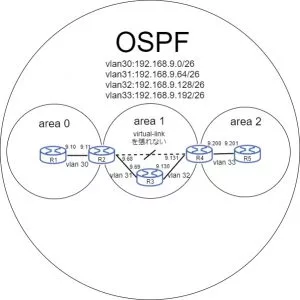 OSPF
vlan30:192.168.9.0/26
vlan31:192.168.9.64/26
vlan32:192.168.9.128/26
vlan33:192.168.9.192/26
area 0
area 1
area 2
virtual-link
を張れない
9.10
9.11
9.131
9.200
9.201
R1
vlan 30
R2
9.68
R4
vlan 33
R5
vlan 31
9.69
9.130
vlan 32
R3